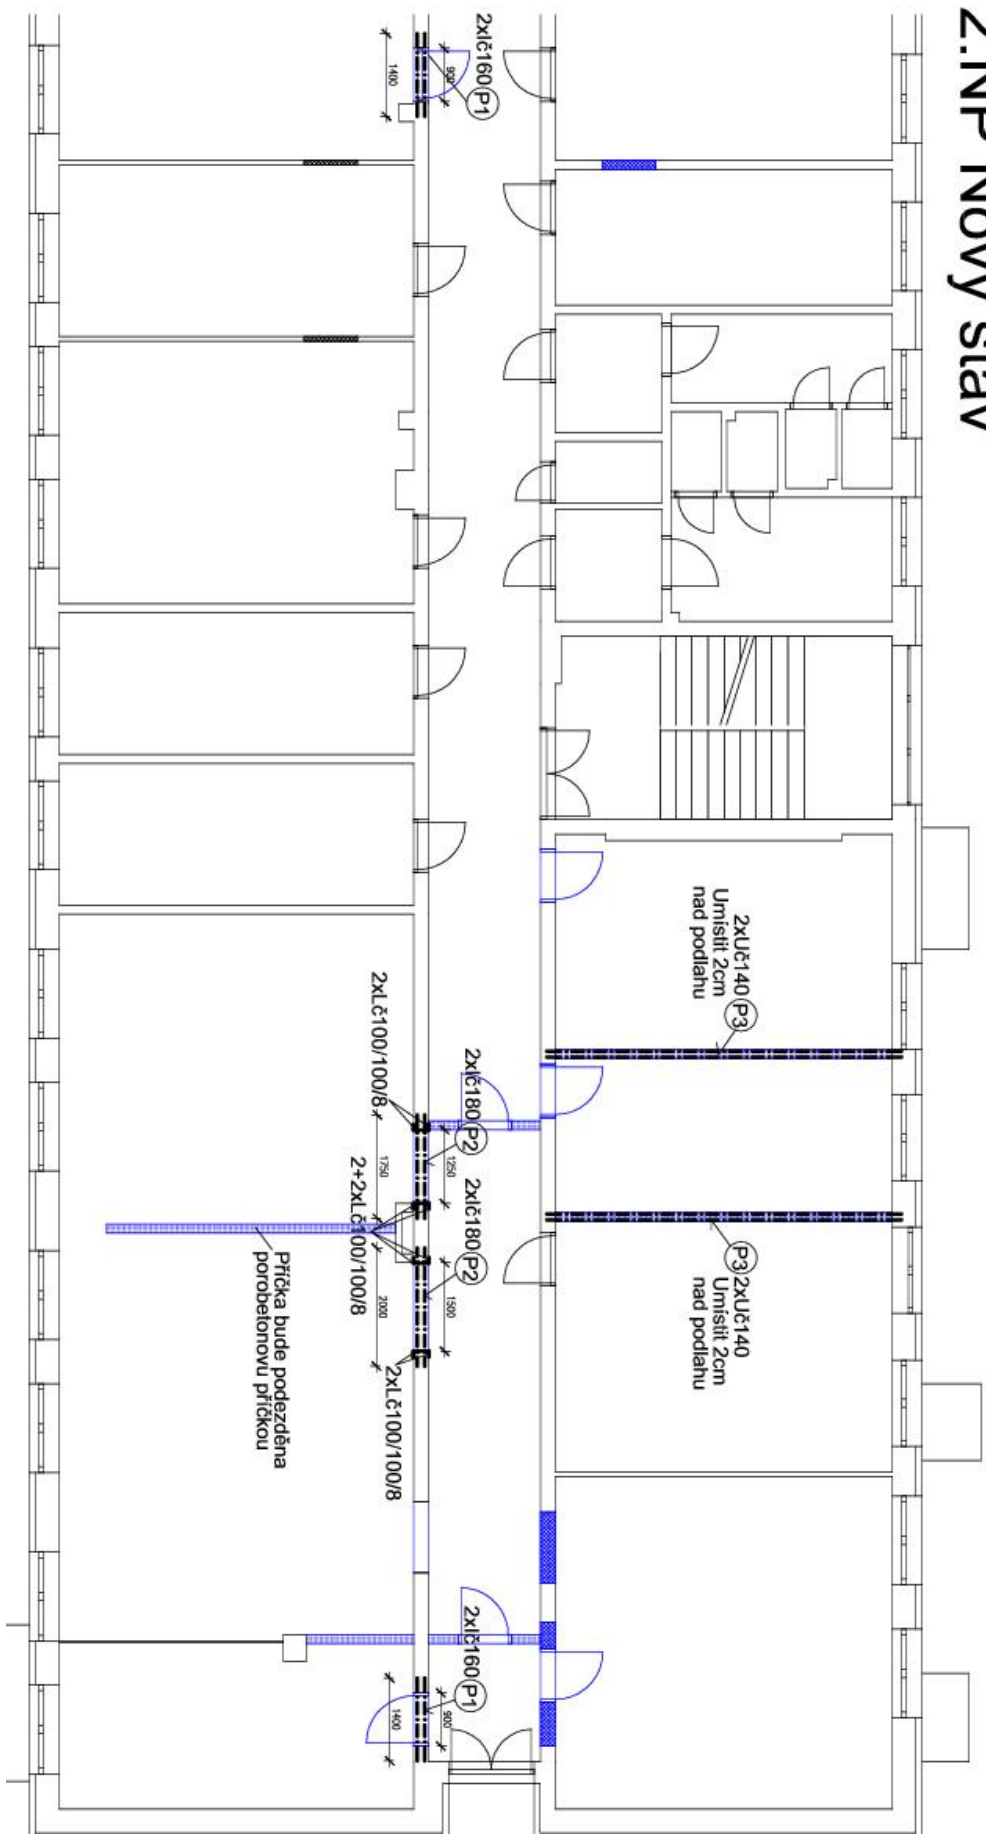 2.NP Nový stav
2xIč160 P1
900
1400
2xUč140 P3
Umístit 2cm
nad podlahu
2xLč100/100/8
2xIč180 P2
1250
1750
2+2xLč100/100/8
2xIč180 P2
1500
2000
2xLč100/100/8
P3 2xUč140
Umístit 2cm
nad podlahu
Příčka bude podezděna
porobetonovu příčkou
2xIč160 P1
900
1400